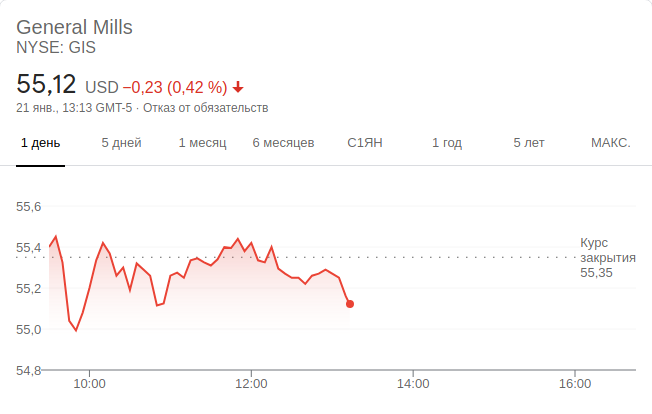 General Mills
NYSE: GIS
55,12 USD −0,23 (0,42 %)
21 янв., 13:13 GMT-5 · Отказ от обязательств
1 день 5 дней 1 месяц 6 месяцев С1ЯН 1 год 5 лет МАКС.
55,6
55,4
55,2
55,0
54,8
Курс
закрытия
55,35
10:00 12:00 14:00 16:00